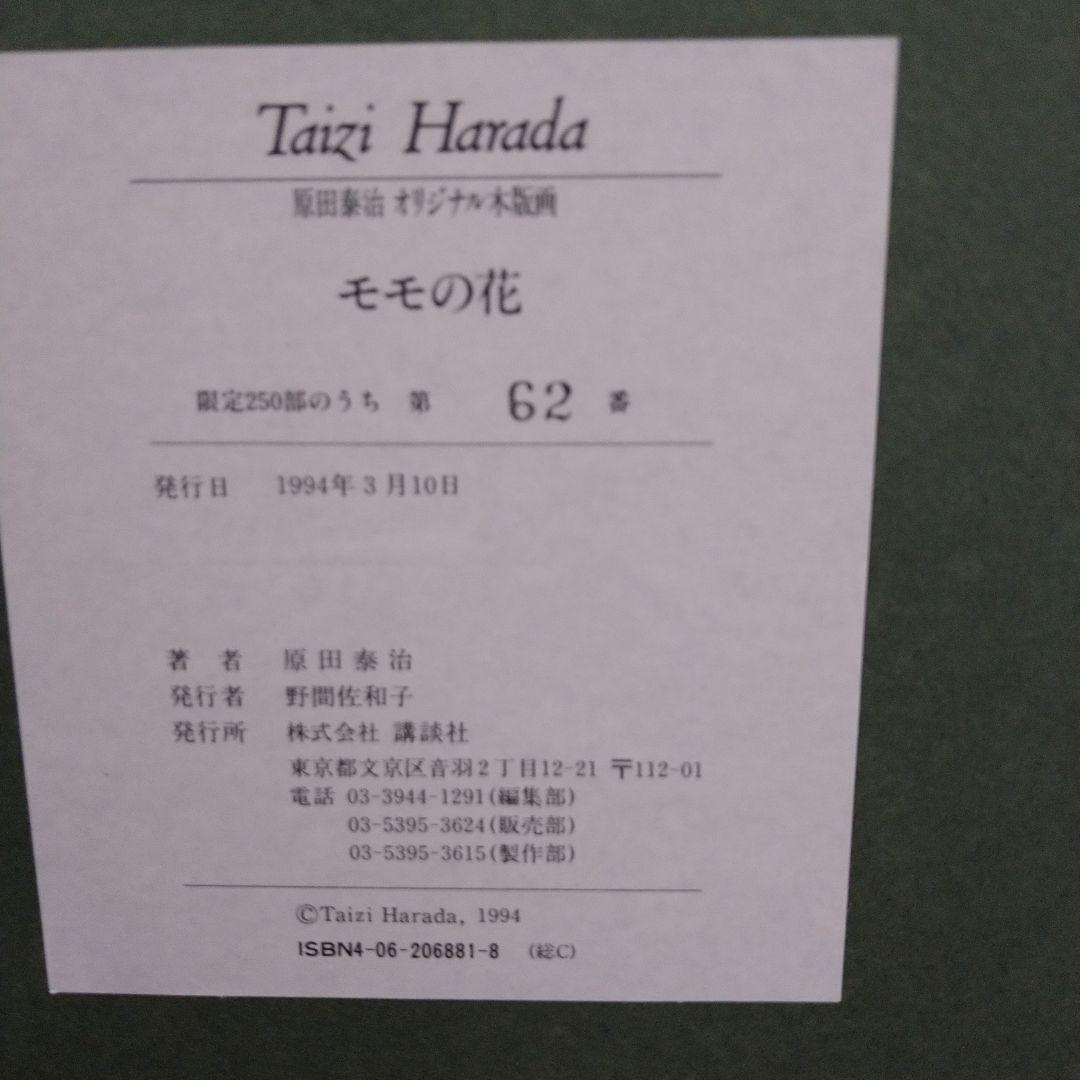 Taizi Harada
原田泰治 オリジナル木版画
モモの花
限定250部のうち 第 62 番
発行日 1994年3月10日
著 者 原田泰治
発行者 野間佐和子
発行所 株式会社 講談社
東京都文京区音羽2丁目12-21 〒112-01
電話 03-3944-1291(編集部)
03-5395-3624(販売部)
03-5395-3615(製作部)
©Taizi Harada, 1994
ISBN4-06-206881-8 (総C)